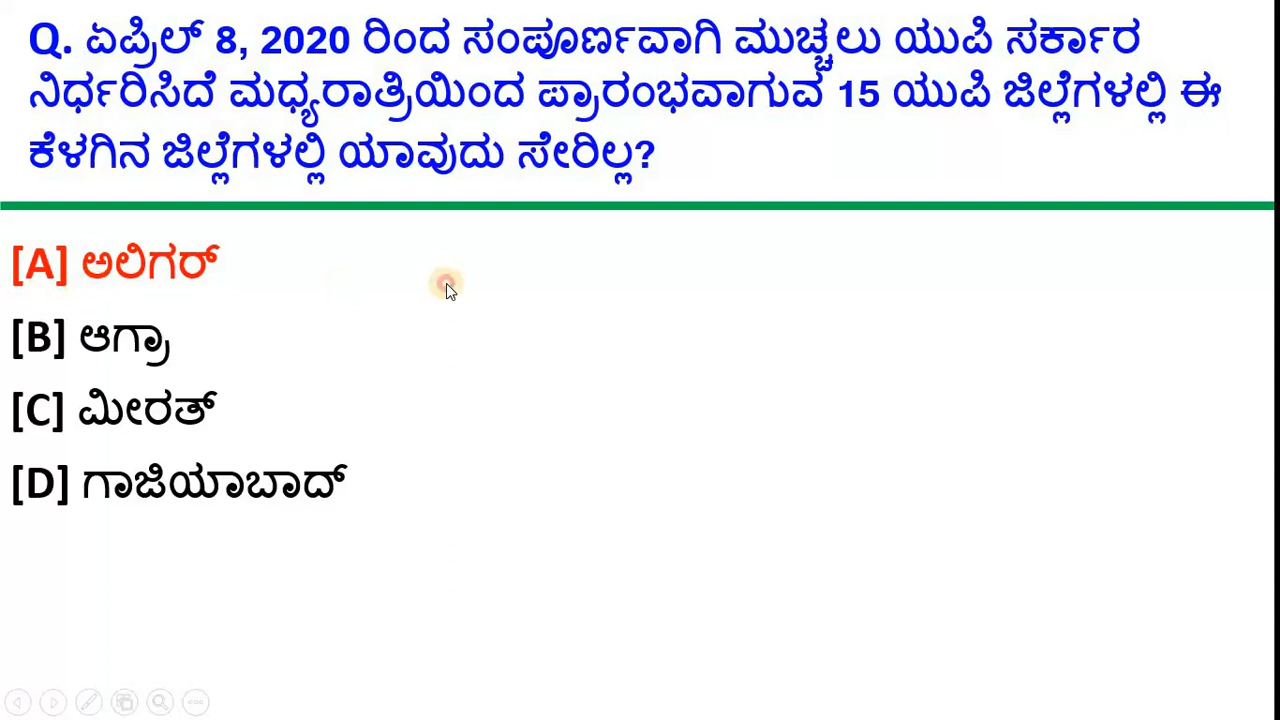 Q. ಏಪ್ರಿಲ್ 8, 2020 ರಿಂದ ಸಂಪೂರ್ಣವಾಗಿ ಮುಚ್ಚಲು ಯುಪಿ ಸರ್ಕಾರ
ನಿರ್ಧರಿಸಿದೆ ಮಧ್ಯರಾತ್ರಿಯಿಂದ ಪ್ರಾರಂಭವಾಗುವ 15 ಯುಪಿ ಜಿಲ್ಲೆಗಳಲ್ಲಿ ಈ
ಕೆಳಗಿನ ಜಿಲ್ಲೆಗಳಲ್ಲಿ ಯಾವುದು ಸೇರಿಲ್ಲ?
[A] ಅಲಿಗರ್
[B] ಆಗ್ರಾ
[C] ಮೀರತ್
[D] ಗಾಜಿಯಾಬಾದ್